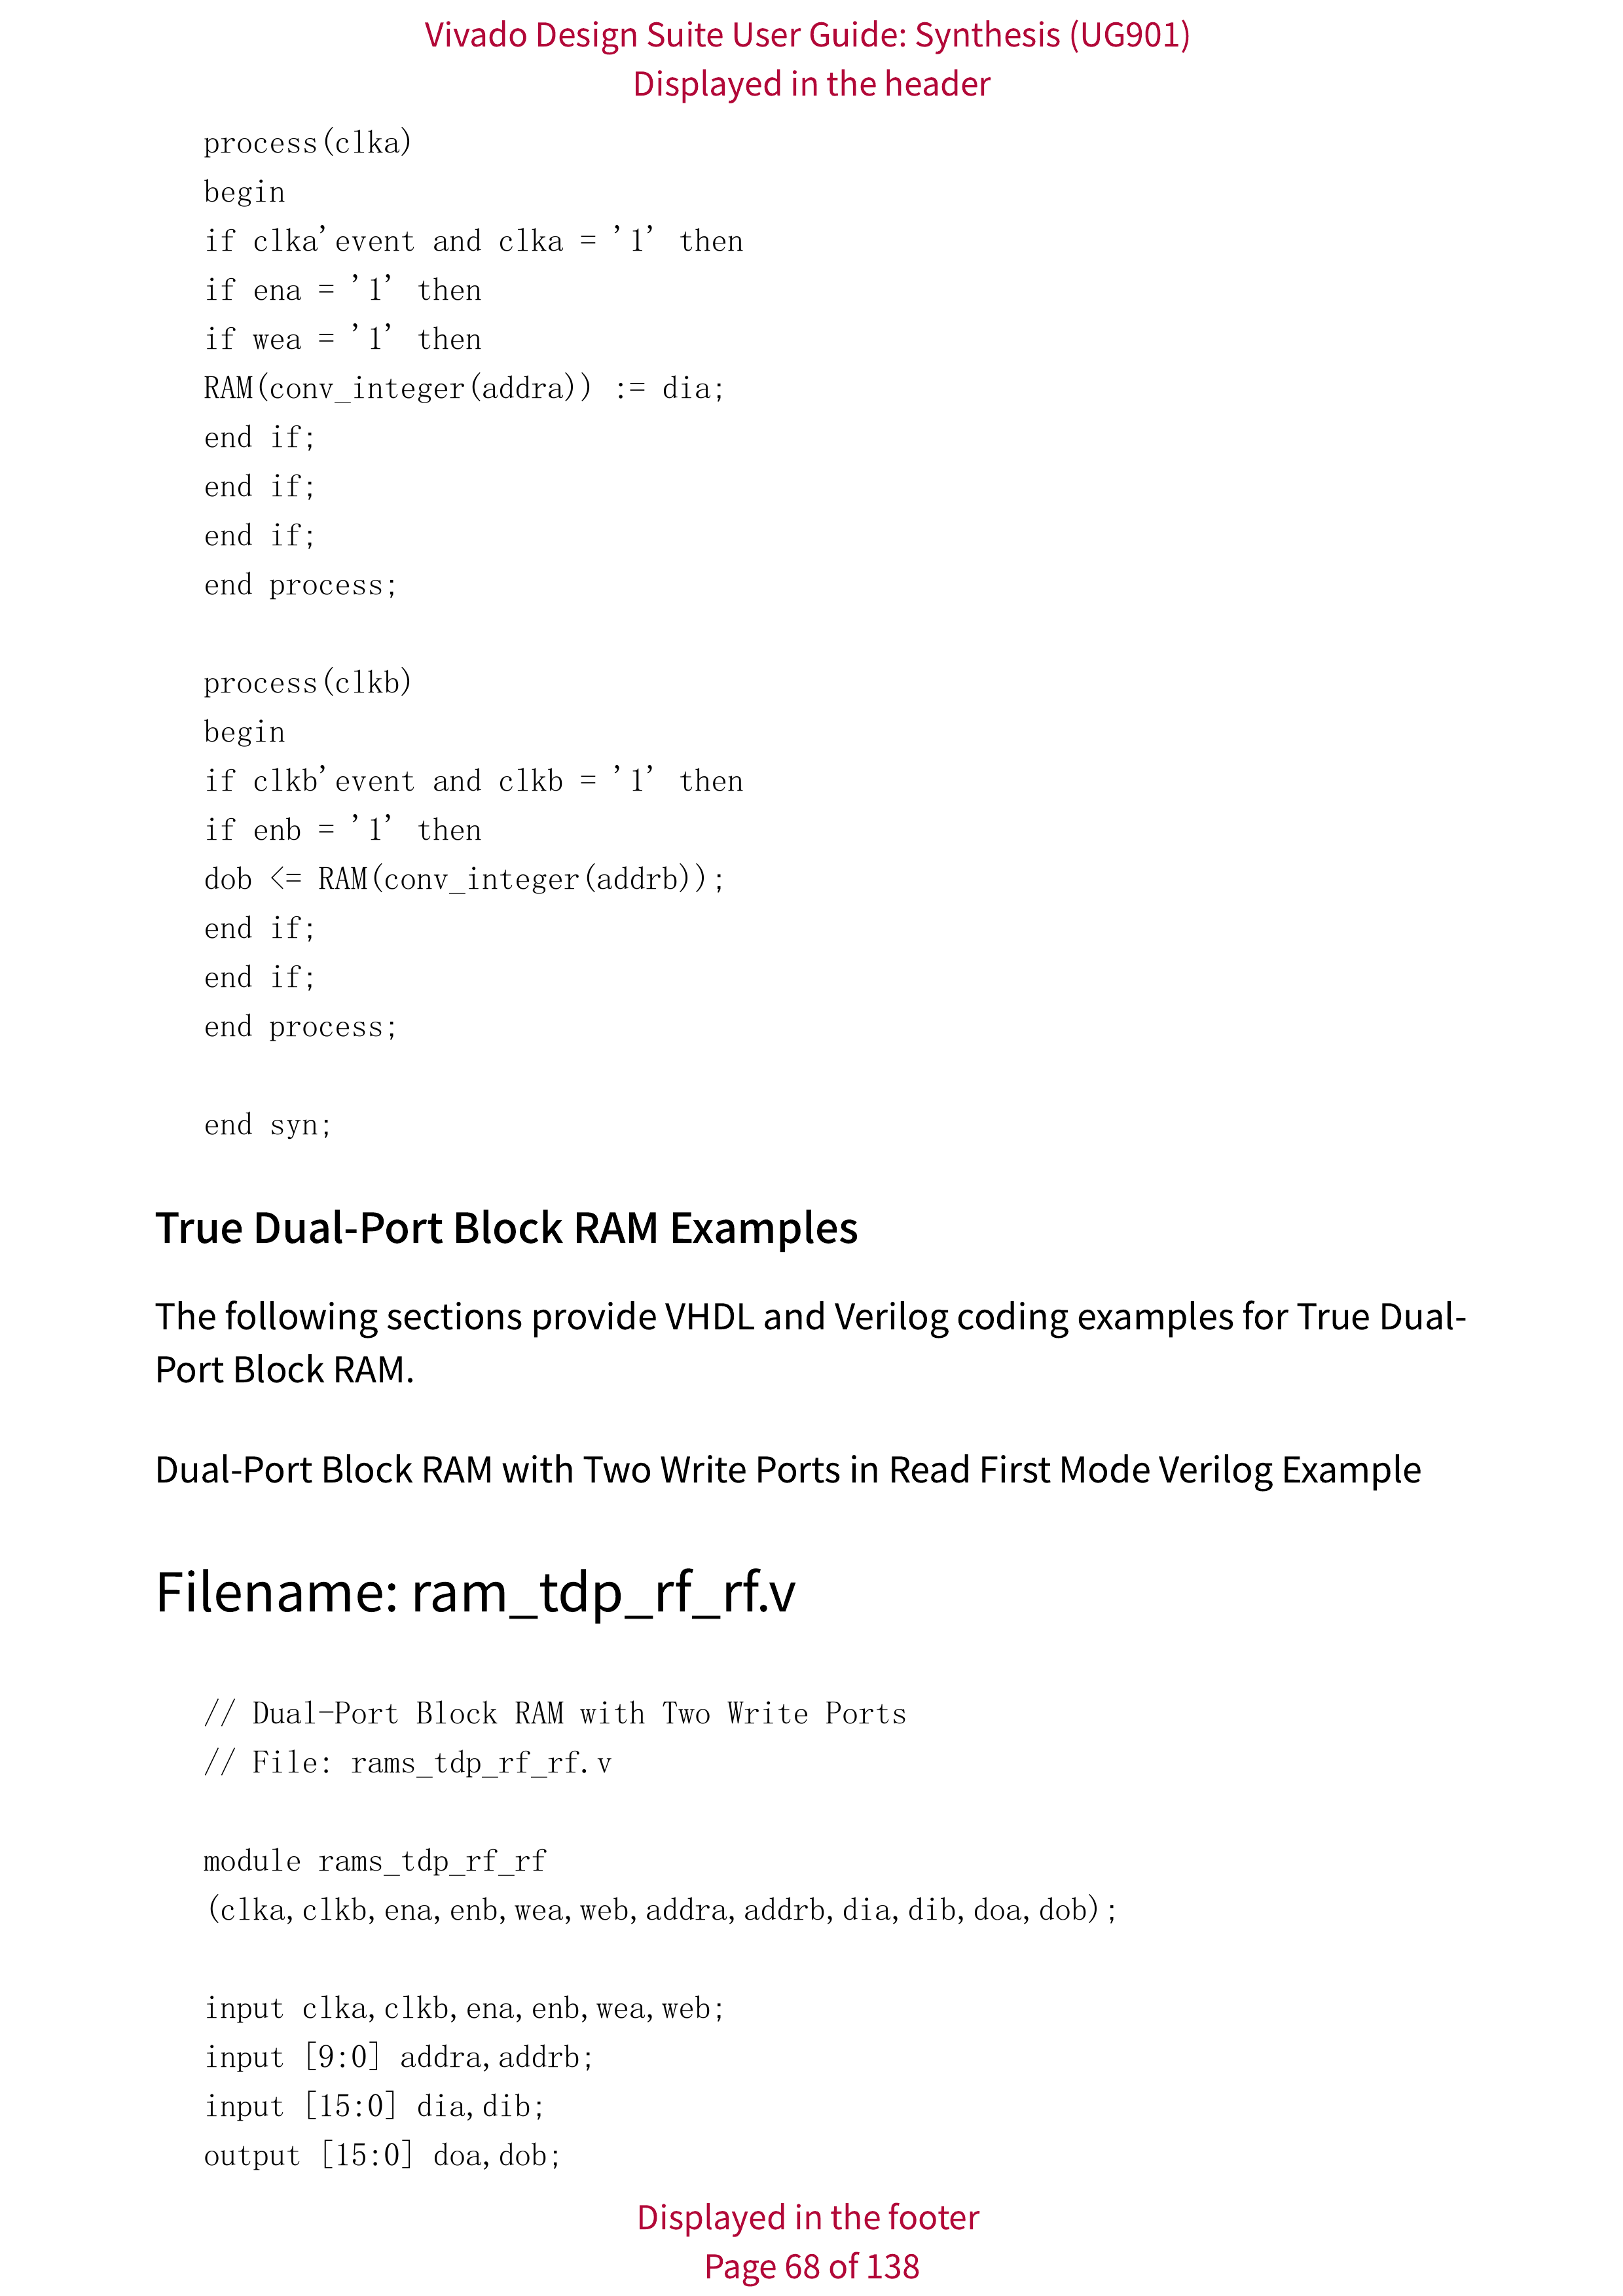 Vivado Design Suite User Guide: Synthesis (UG901)
Displayed in the header
process(clka)
begin
if clka'event and clka = '1' then
if ena = '1' then
if wea = '1' then
RAM(conv_integer(addra)) := dia;
end if;
end if;
end if;
end process;
process(clkb)
begin
if clkb'event and clkb = '1' then
if enb = '1' then
dob <= RAM(conv_integer(addrb));
end if;
end if;
end process;
end syn;
True Dual-Port Block RAM Examples
The following sections provide VHDL and Verilog coding examples for True Dual-
Port Block RAM.
Dual-Port Block RAM with Two Write Ports in Read First Mode Verilog Example
Filename: ram_tdp_rf_rf.v
// Dual-Port Block RAM with Two Write Ports
// File: rams_tdp_rf_rf.v
module rams_tdp_rf_rf
(clka,clkb,ena,enb,wea,web,addra,addrb,dia,dib,doa,dob);
input clka,clkb,ena,enb,wea,web;
input [9:0] addra,addrb;
input [15:0] dia,dib;
output [15:0] doa,dob;
Displayed in the footer
Page 68 of 138